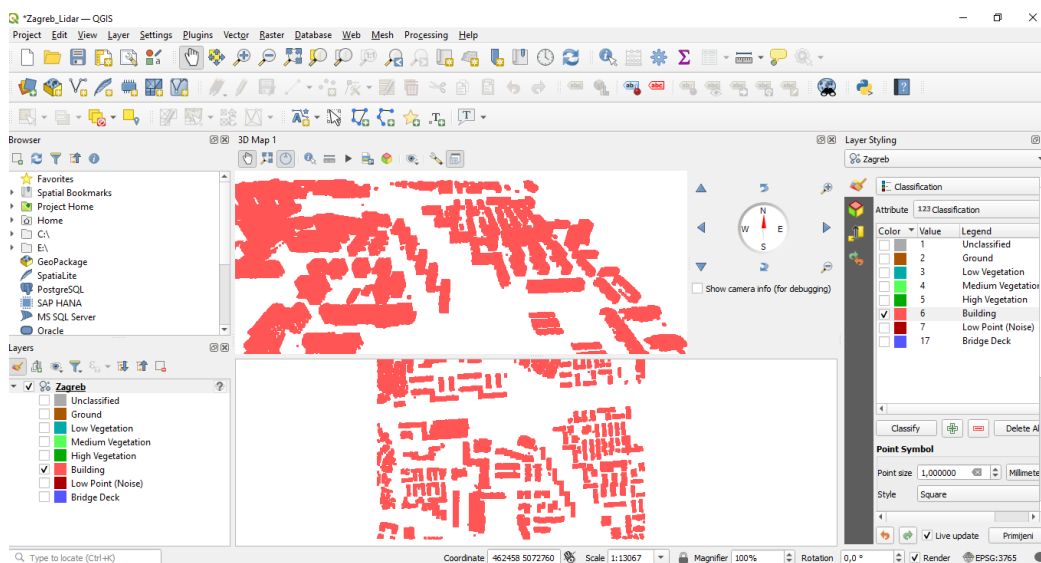 *Zagreb_Lidar — QGIS
Project Edit View Layer Settings Plugins Vector Raster Database Web Mesh Processing Help
Browser
Favorites
Spatial Bookmarks
Project Home
Home
C:\
E:\
GeoPackage
SpatiaLite
PostgreSQL
SAP HANA
MS SQL Server
Oracle
Layers
Zagreb
Unclassified
Ground
Low Vegetation
Medium Vegetation
High Vegetation
Building
Low Point (Noise)
Bridge Deck
3D Map 1
N
W E
S
Show camera info (for debugging)
Layer Styling
Zagreb
Classification
Attribute 123 Classification
Color Value Legend
1 Unclassified
2 Ground
3 Low Vegetation
4 Medium Vegetation
5 High Vegetation
6 Building
7 Low Point (Noise)
17 Bridge Deck
Classify Delete Al
Point Symbol
Point size 1,000000 Millimete
Style Square
Live update Primijeni
Type to locate (Ctrl+K) Coordinate 462458 5072760 Scale 1:13067 Magnifier 100% Rotation 0,0 ° Render EPSG:3765